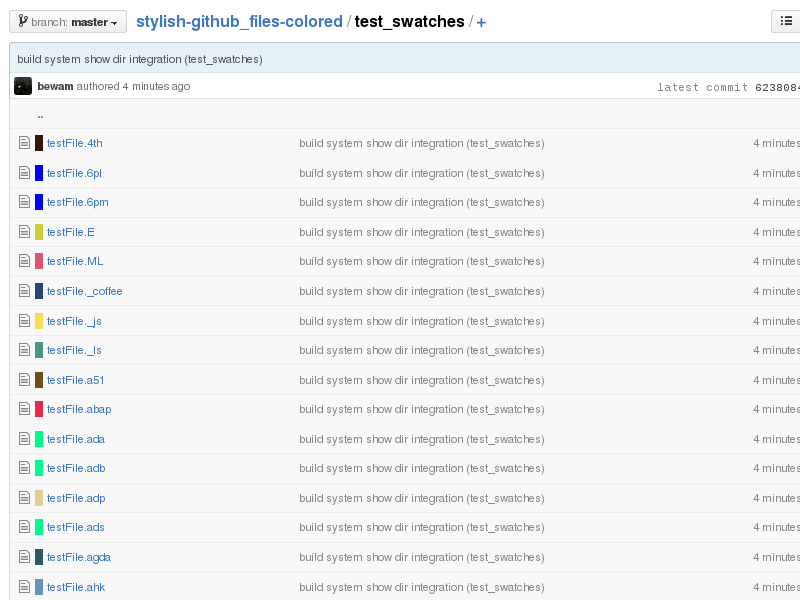 branch: master stylish-github_files-colored / test_swatches / +
build system show dir integration (test_swatches)
bewam authored 4 minutes ago latest commit 623808
..
testFile.4th build system show dir integration (test_swatches) 4 minutes
testFile.6pl build system show dir integration (test_swatches) 4 minutes
testFile.6pm build system show dir integration (test_swatches) 4 minutes
testFile.E build system show dir integration (test_swatches) 4 minutes
testFile.ML build system show dir integration (test_swatches) 4 minutes
testFile._coffee build system show dir integration (test_swatches) 4 minutes
testFile._js build system show dir integration (test_swatches) 4 minutes
testFile._ls build system show dir integration (test_swatches) 4 minutes
testFile.a51 build system show dir integration (test_swatches) 4 minutes
testFile.abap build system show dir integration (test_swatches) 4 minutes
testFile.ada build system show dir integration (test_swatches) 4 minutes
testFile.adb build system show dir integration (test_swatches) 4 minutes
testFile.adp build system show dir integration (test_swatches) 4 minutes
testFile.ads build system show dir integration (test_swatches) 4 minutes
testFile.agda build system show dir integration (test_swatches) 4 minutes
testFile.ahk build system show dir integration (test_swatches) 4 minutes